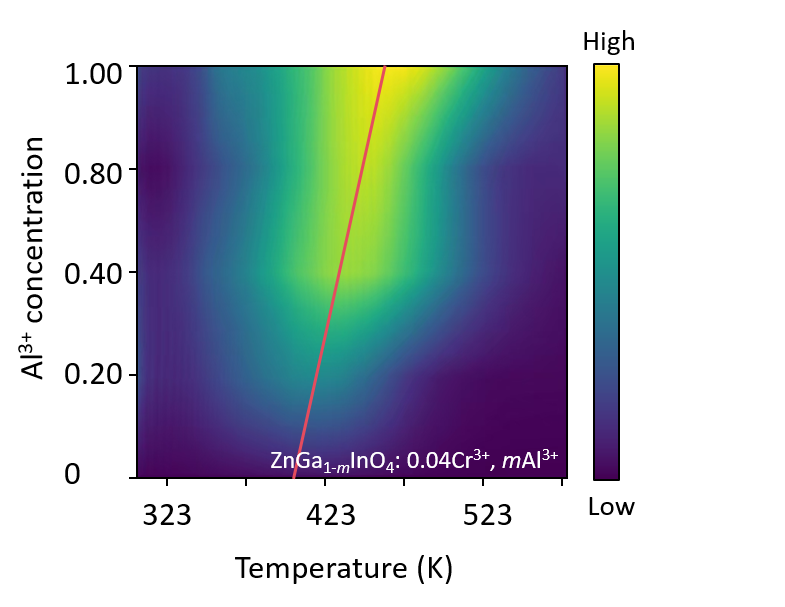 High
1.00
0.80
0.40
0.20
0
Al³⁺ concentration
ZnGa₁₋ₘInO₄: 0.04Cr³⁺, mAl³⁺
Low
323
423
523
Temperature (K)